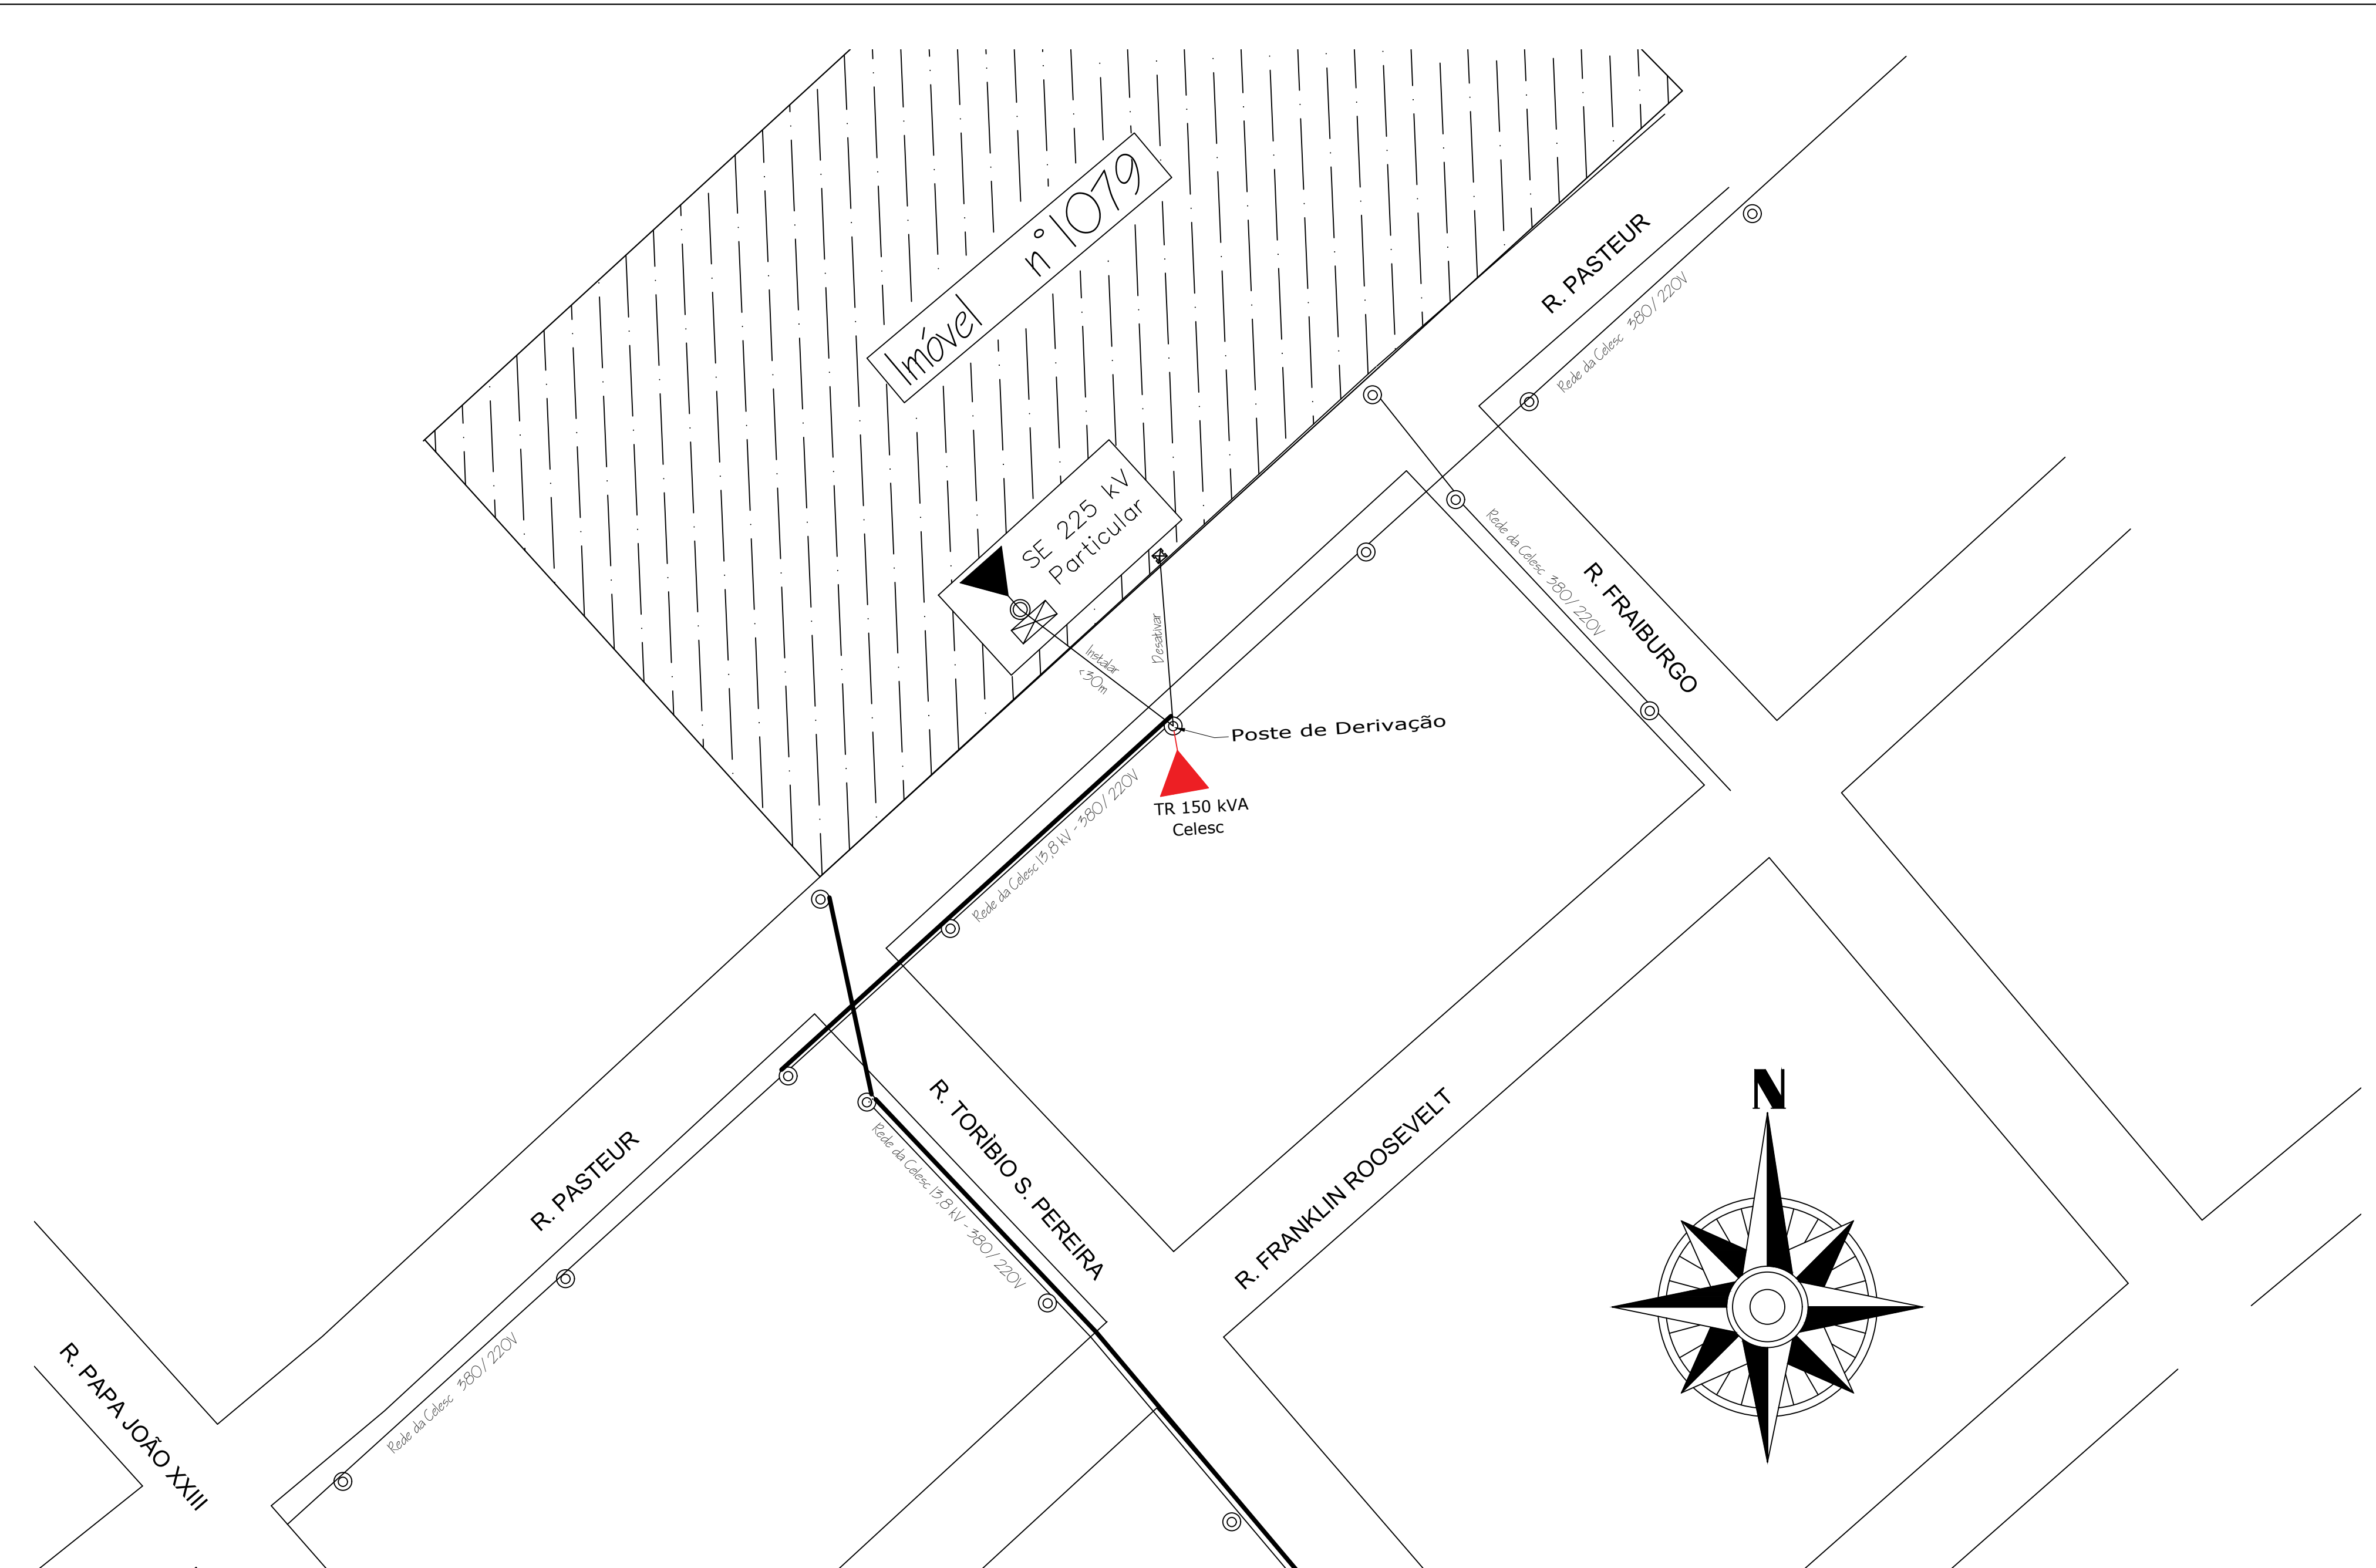 Imóvel n°1079
R. PASTEUR
Rede da Celesc 380/220V
SE 225 kV
Particular
Rede da Celesc 380/220V
R. FRAIBURGO
Desativar
Instalar
<30m
Poste de Derivação
TR 150 kVA
Celesc
Rede da Celesc 13,8 kV - 380/220V
N
R. TORÌBIO S. PEREIRA
Rede da Celesc 13,8 kV - 380/220V
R. FRANKLIN ROOSEVELT
R. PASTEUR
Rede da Celesc 380/220V
R. PAPA JOÃO XXIII